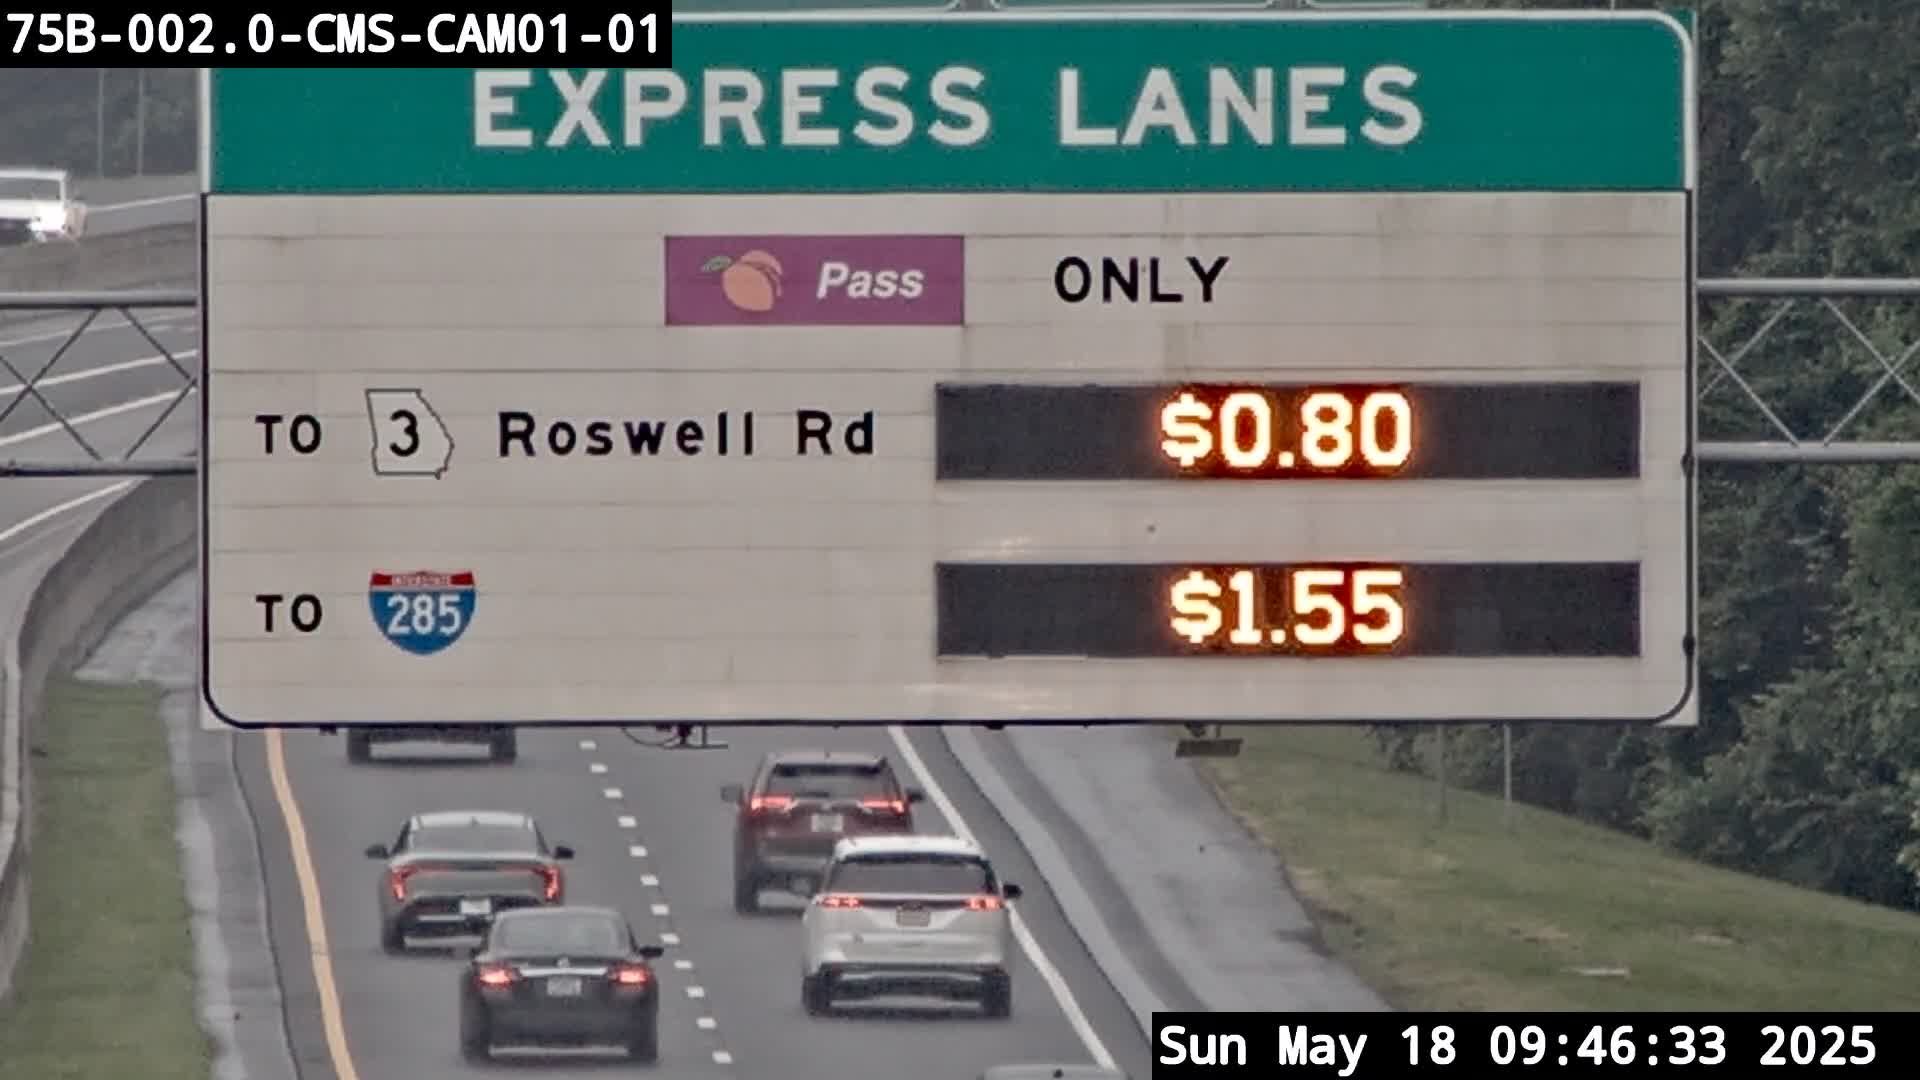 75B-002.0-CMS-CAM01-01
EXPRESS LANES
Pass ONLY
TO 3 Roswell Rd $0.80
INTERSTATE
TO 285 $1.55
Sun May 18 09:46:33 2025